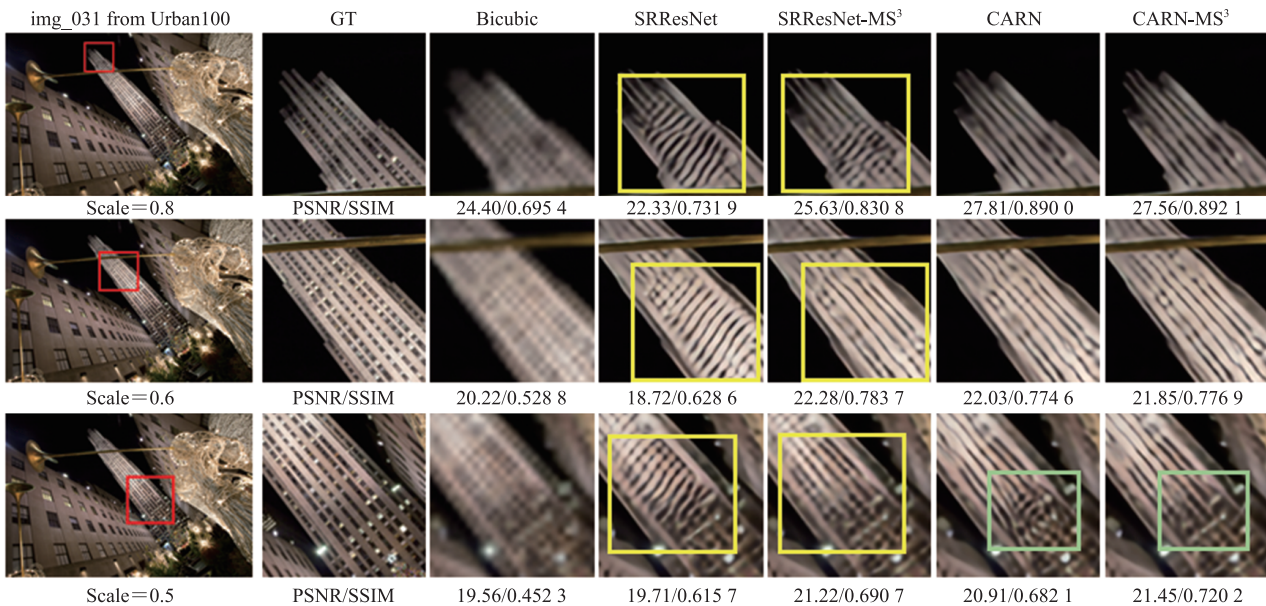 img_031 from Urban100 GT Bicubic SRResNet SRResNet-MS³ CARN CARN-MS³
Scale=0.8 PSNR/SSIM 24.40/0.695 4 22.33/0.731 9 25.63/0.830 8 27.81/0.890 0 27.56/0.892 1
Scale=0.6 PSNR/SSIM 20.22/0.528 8 18.72/0.628 6 22.28/0.783 7 22.03/0.774 6 21.85/0.776 9
Scale=0.5 PSNR/SSIM 19.56/0.452 3 19.71/0.615 7 21.22/0.690 7 20.91/0.682 1 21.45/0.720 2